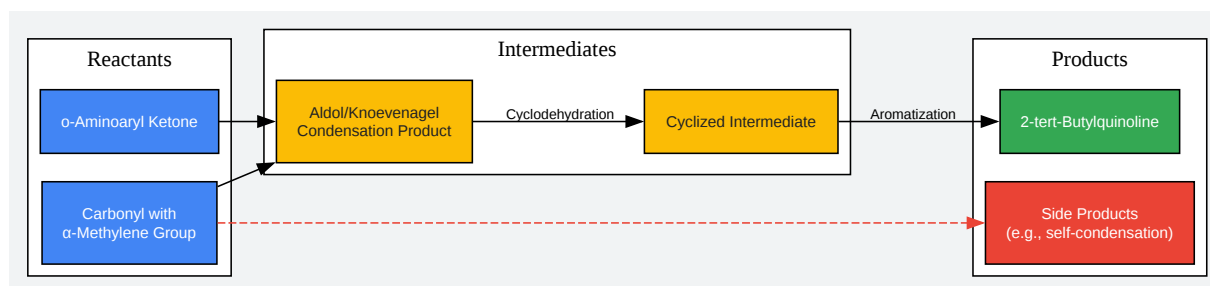 Reactants
Intermediates
Products
o-Aminoaryl Ketone
Aldol/Knoevenagel
Condensation Product
Cyclodehydration
Cyclized Intermediate
Aromatization
2-tert-Butylquinoline
Carbonyl with
α-Methylene Group
Side Products
(e.g., self-condensation)